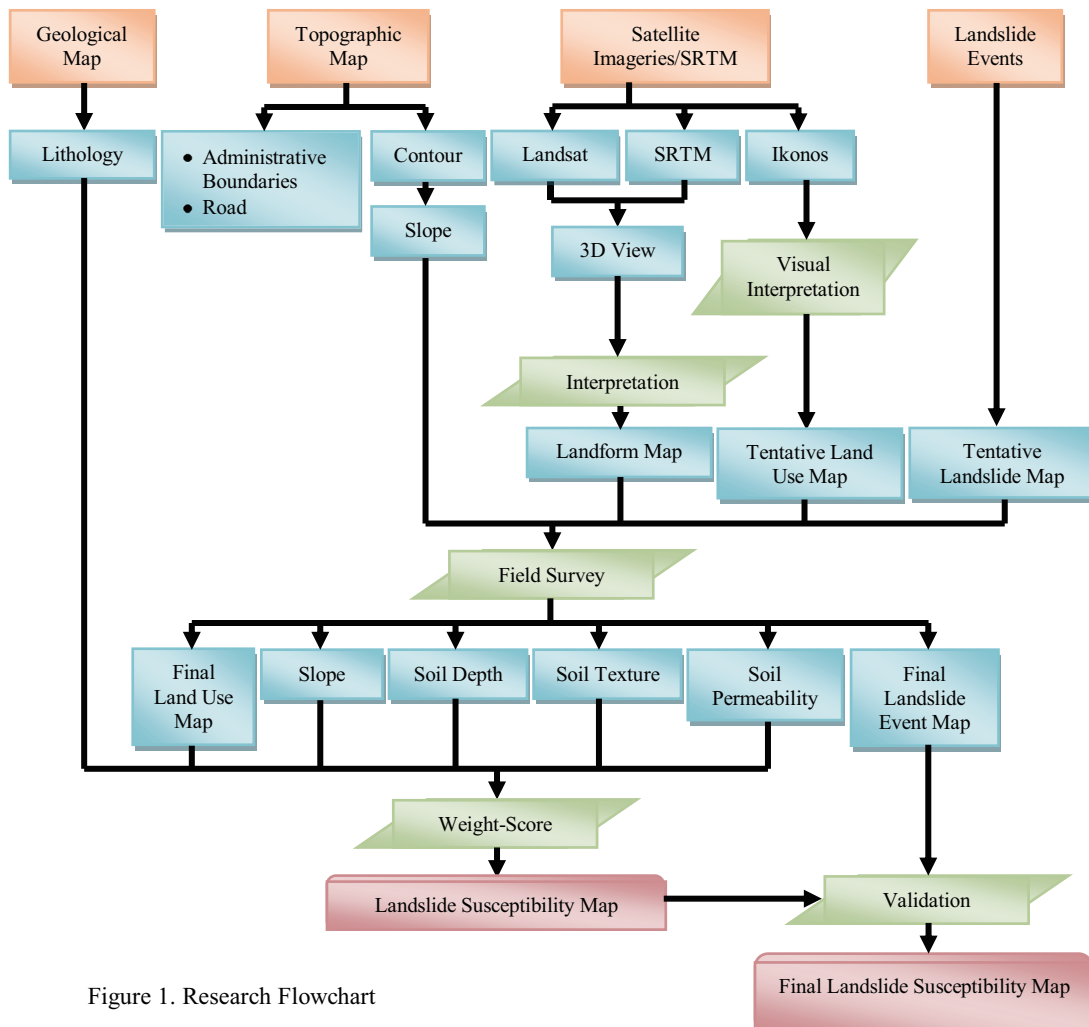 Geological
Map
Topographic
Map
Satellite
Imageries/SRTM
Landslide
Events
Lithology
• Administrative
Boundaries
• Road
Contour
Landsat
SRTM
Ikonos
Slope
3D View
Visual
Interpretation
Interpretation
Landform Map
Tentative Land
Use Map
Tentative
Landslide Map
Field Survey
Final
Land Use
Map
Slope
Soil Depth
Soil Texture
Soil
Permeability
Final
Landslide
Event Map
Weight-Score
Landslide Susceptibility Map
Validation
Final Landslide Susceptibility Map
Figure 1. Research Flowchart